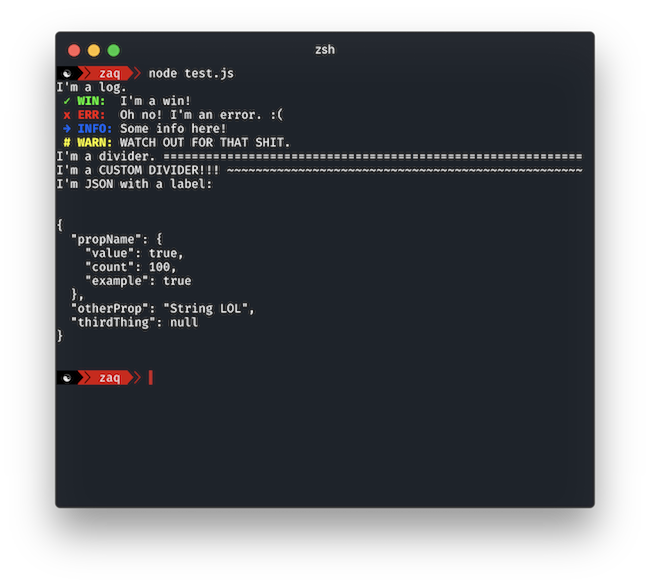 zsh
zaq node test.js
I'm a log.
✓ WIN: I'm a win!
x ERR: Oh no! I'm an error. :(
→ INFO: Some info here!
# WARN: WATCH OUT FOR THAT SHIT.
I'm a divider. ===========================================================
I'm a CUSTOM DIVIDER!!! ~~~~~~~~~~~~~~~~~~~~~~~~~~~~~~~~~~~~~~~~~~~~~~~~~~
I'm JSON with a label:
{
  "propName": {
    "value": true,
    "count": 100,
    "example": true
  },
  "otherProp": "String LOL",
  "thirdThing": null
}
zaq